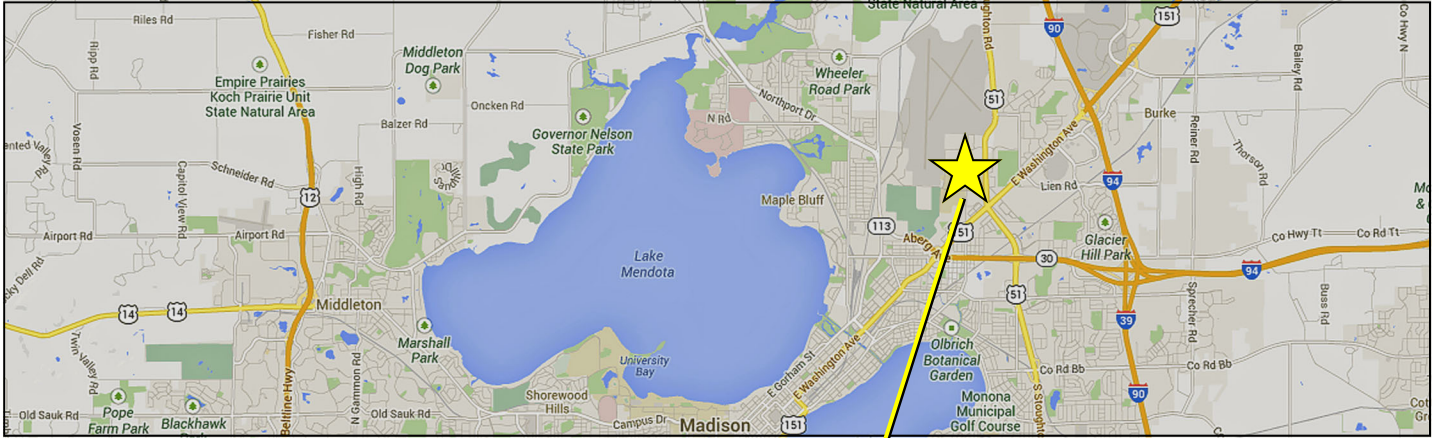 State Natural Area
Riles Rd
Fisher Rd
Ripp Rd
Middleton
Dog Park
Empire Prairies
Koch Prairie Unit
State Natural Area
Oncken Rd
Balzer Rd
Governor Nelson
State Park
Wheeler
Road Park
Northport Dr
N Rd
51
90
151
Co Hwy N
Bailey Rd
Burke
Reiner Rd
Thorson Rd
E Washington Ave
Lien Rd
94
Vosen Rd
Capitol View Rd
Schneider Rd
High Rd
12
Airport Rd
Airport Rd
Maple Bluff
113
51
Aberg Ave
30
Glacier
Hill Park
Co Hwy Tt
Co Rd Tt
94
Lake
Mendota
51
39
Sprecher Rd
Buss Rd
14
14
Middleton
Marshall
Park
Twin Valley Rd
University
Bay
E Gorham St
E Washington Ave
Olbrich
Botanical
Garden
Co Rd Bb
Co Rd Bb
90
Monona
Municipal
Golf Course
Shorewood
Hills
Campus Dr
Madison
151
Beltline Hwy
N Gammon Rd
Old Sauk Rd
Old Sauk Rd
Pope
Farm Park
Blackhawk